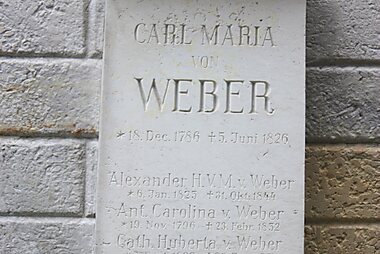 CARL MARIA
VON
WEBER
* 18. Dec. 1786 ✝ 5. Juni 1826
Alexander H.V.M. v. Weber
* 6. Jan. 1825 ✝ 31. Okt. 1844
Ant. Carolina v. Weber
* 19. Nov. 1796 ✝ 23. Febr. 1852
Cath. Huberta v. Weber